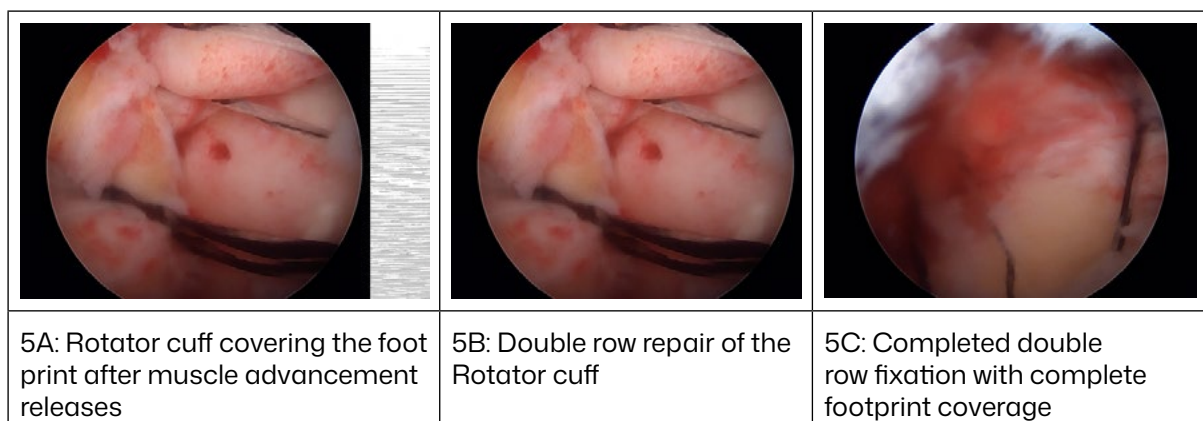 5A: Rotator cuff covering the foot
print after muscle advancement
releases
5B: Double row repair of the
Rotator cuff
5C: Completed double
row fixation with complete
footprint coverage